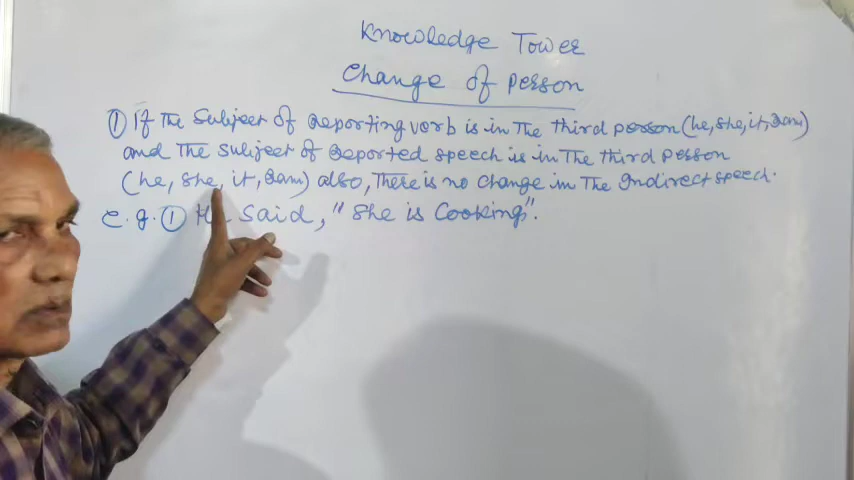 Knowledge Tower
Change of person
① If The Subject of Reporting verb is in The third person (he, she, it, Ram)
and The Subject of Reported speech is in The third person
(he, she, it, Ram) also, There is no change in The Indirect speech.
e.g. ① He said, "She is Cooking".